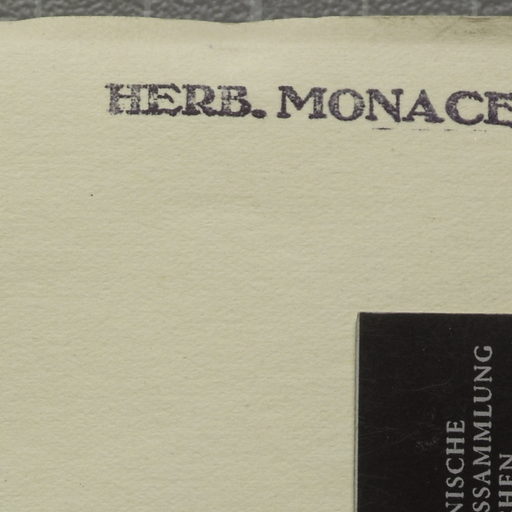 HERB. MONACE
NISCHE
SSAMMLUNG
HEN